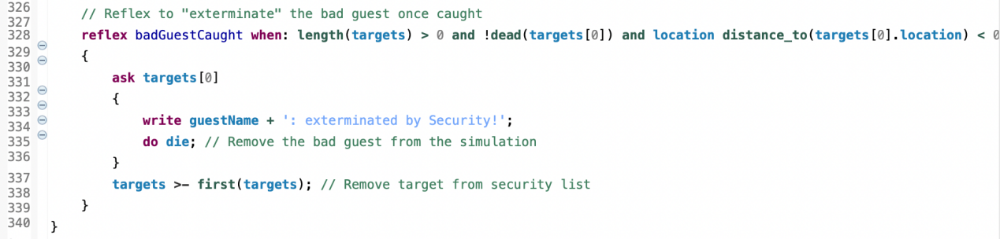 326
327 // Reflex to "exterminate" the bad guest once caught
328 reflex badGuestCaught when: length(targets) > 0 and !dead(targets[0]) and location distance_to(targets[0].location) < 0
329 {
330
331 ask targets[0]
332 {
333 write guestName + ': exterminated by Security!';
334
335 do die; // Remove the bad guest from the simulation
336 }
337 targets >- first(targets); // Remove target from security list
338
339 }
340 }